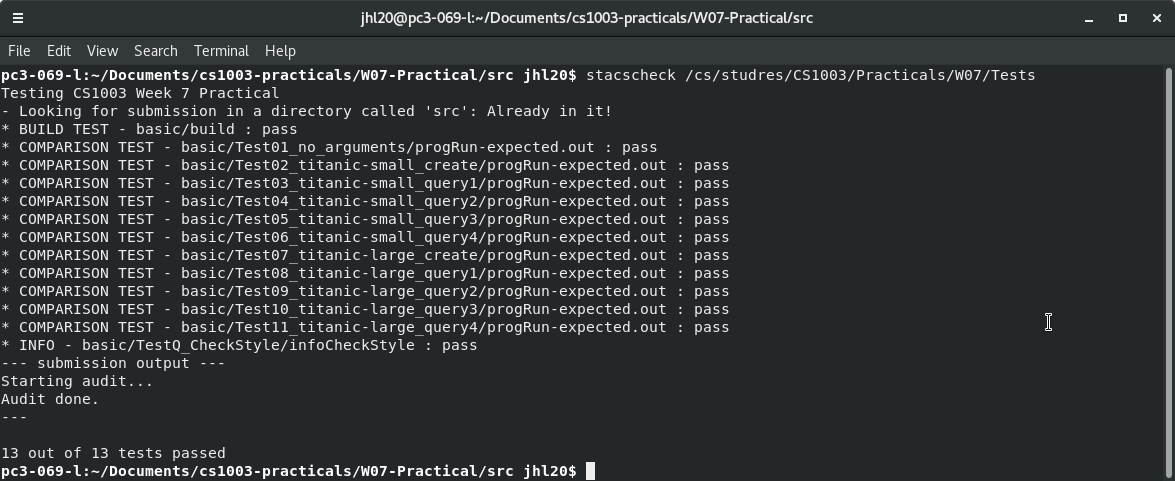 jhl20@pc3-069-l:~/Documents/cs1003-practicals/W07-Practical/src
File Edit View Search Terminal Help
pc3-069-l:~/Documents/cs1003-practicals/W07-Practical/src jhl20$ stacscheck /cs/studres/CS1003/Practicals/W07/Tests
Testing CS1003 Week 7 Practical
- Looking for submission in a directory called 'src': Already in it!
* BUILD TEST - basic/build : pass
* COMPARISON TEST - basic/Test01_no_arguments/progRun-expected.out : pass
* COMPARISON TEST - basic/Test02_titanic-small_create/progRun-expected.out : pass
* COMPARISON TEST - basic/Test03_titanic-small_query1/progRun-expected.out : pass
* COMPARISON TEST - basic/Test04_titanic-small_query2/progRun-expected.out : pass
* COMPARISON TEST - basic/Test05_titanic-small_query3/progRun-expected.out : pass
* COMPARISON TEST - basic/Test06_titanic-small_query4/progRun-expected.out : pass
* COMPARISON TEST - basic/Test07_titanic-large_create/progRun-expected.out : pass
* COMPARISON TEST - basic/Test08_titanic-large_query1/progRun-expected.out : pass
* COMPARISON TEST - basic/Test09_titanic-large_query2/progRun-expected.out : pass
* COMPARISON TEST - basic/Test10_titanic-large_query3/progRun-expected.out : pass
* COMPARISON TEST - basic/Test11_titanic-large_query4/progRun-expected.out : pass
* INFO - basic/TestQ_CheckStyle/infoCheckStyle : pass
--- submission output ---
Starting audit...
Audit done.
---
13 out of 13 tests passed
pc3-069-l:~/Documents/cs1003-practicals/W07-Practical/src jhl20$